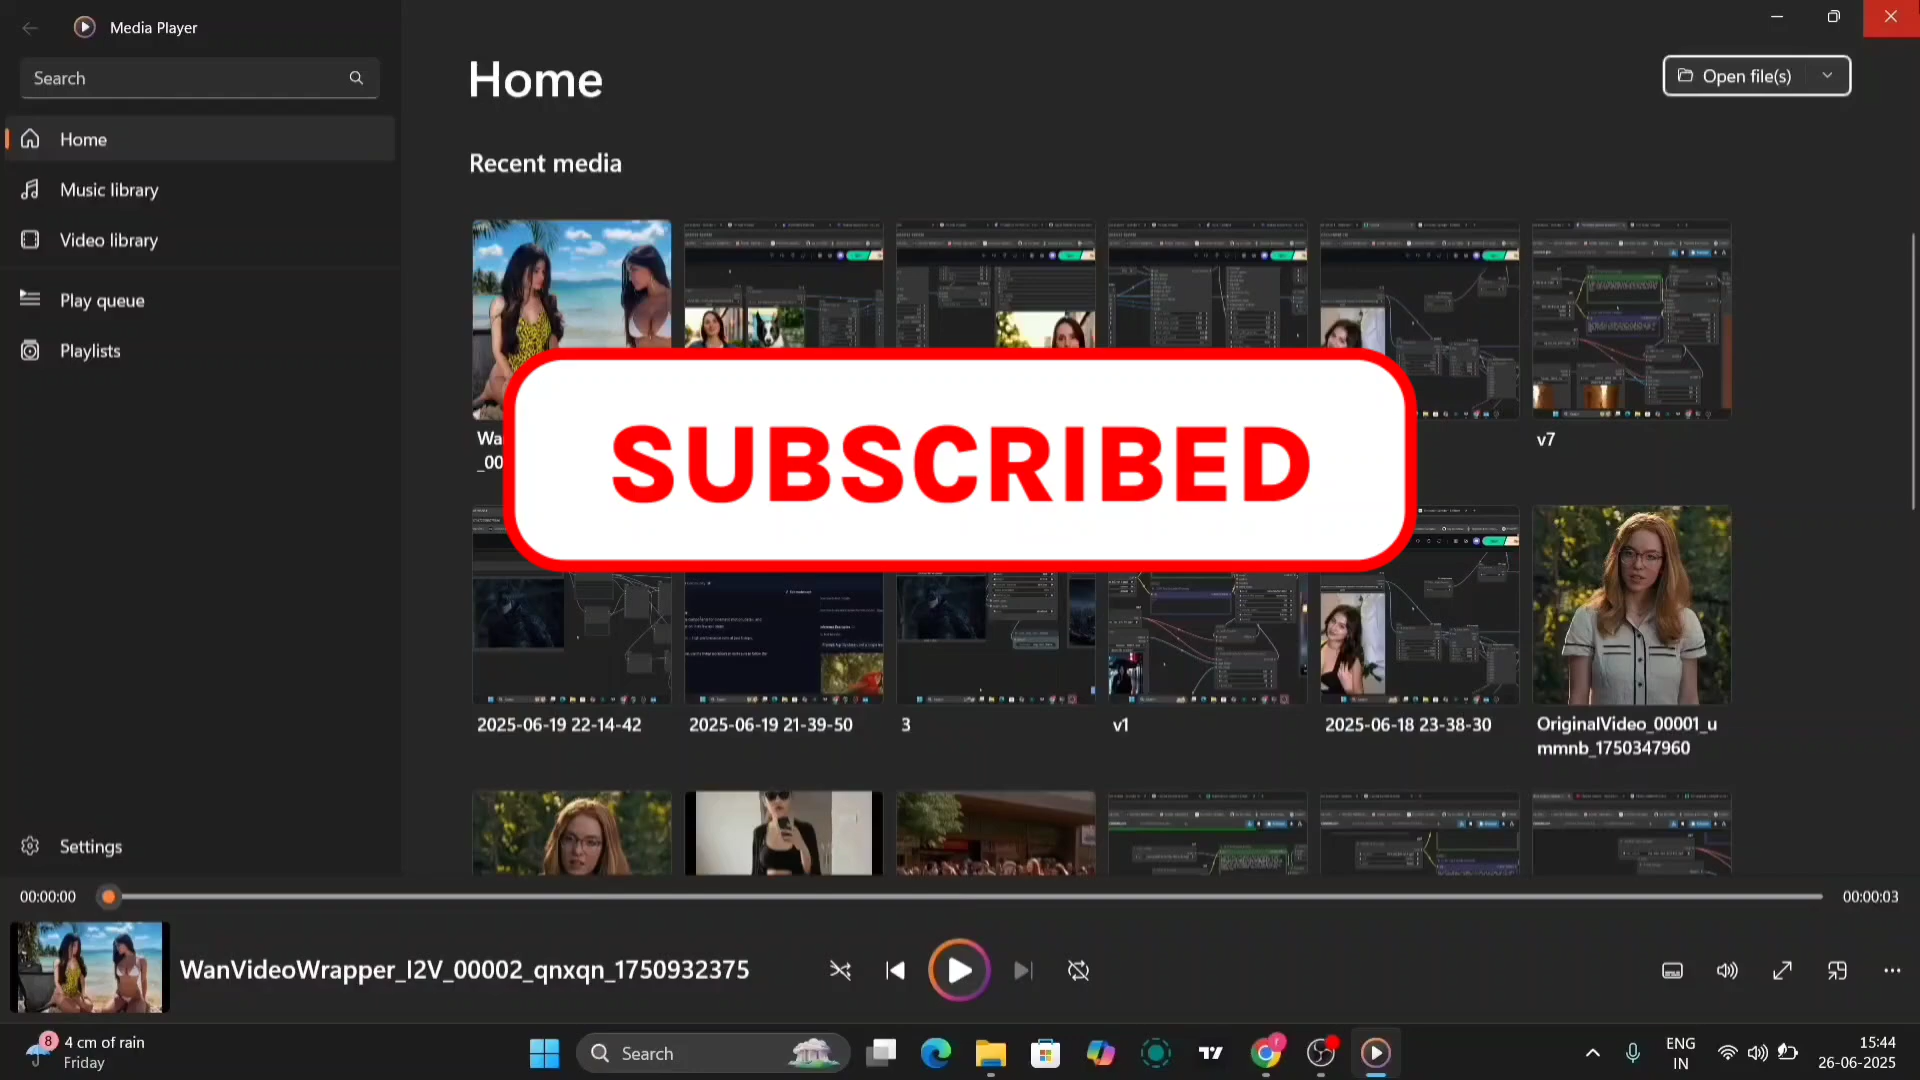 Media Player
Search
Home
Music library
Video library
Play queue
Playlists
Settings
Home
Open file(s)
Recent media
Wa
_00
v7
SUBSCRIBED
2025-06-19 22-14-42
2025-06-19 21-39-50
3
v1
2025-06-18 23-38-30
OriginalVideo_00001_u
mmnb_1750347960
00:00:00
00:00:03
WanVideoWrapper_I2V_00002_qnxqn_1750932375
8
4 cm of rain
Friday
Search
ENG
IN
15:44
26-06-2025